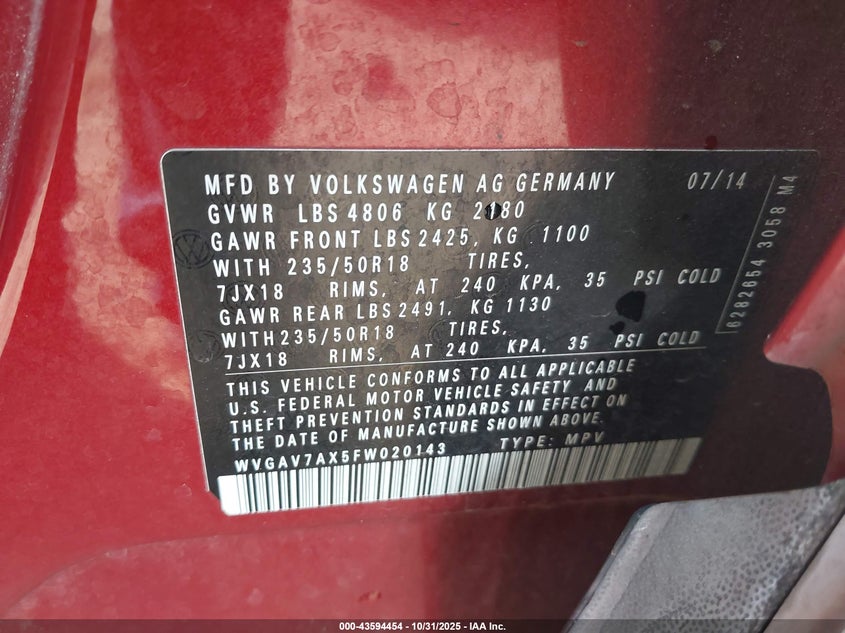 MFD BY VOLKSWAGEN AG GERMANY 07/14
GVWR LBS 4806 KG 2180
GAWR FRONT LBS 2425, KG 1100
WITH 235/50R18 TIRES,
7JX18 RIMS, AT 240 KPA, 35 PSI COLD
GAWR REAR LBS 2491, KG 1130
WITH 235/50R18 TIRES,
7JX18 RIMS, AT 240 KPA, 35 PSI COLD
THIS VEHICLE CONFORMS TO ALL APPLICABLE
U.S. FEDERAL MOTOR VEHICLE SAFETY AND
THEFT PREVENTION STANDARDS IN EFFECT ON
THE DATE OF MANUFACTURE SHOWN ABOVE.
WVGAV7AX5FW020143 TYPE: MPV
6282654 3058 M4
000-43594454 - 10/31/2025 - IAA Inc.